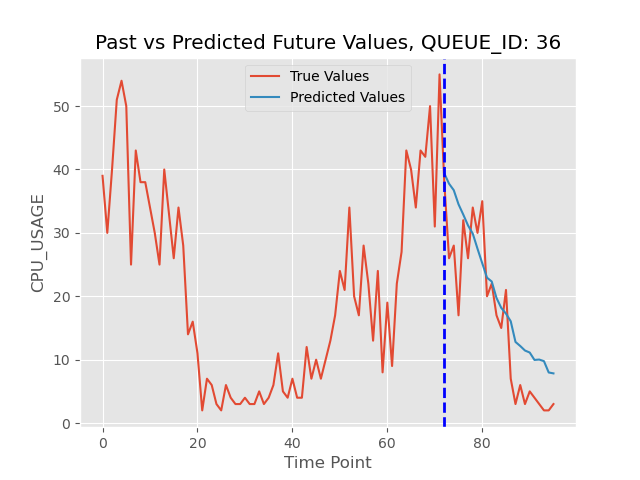 Past vs Predicted Future Values, QUEUE_ID: 36
True Values
Predicted Values
CPU_USAGE
50
40
30
20
10
0
0 20 40 60 80
Time Point